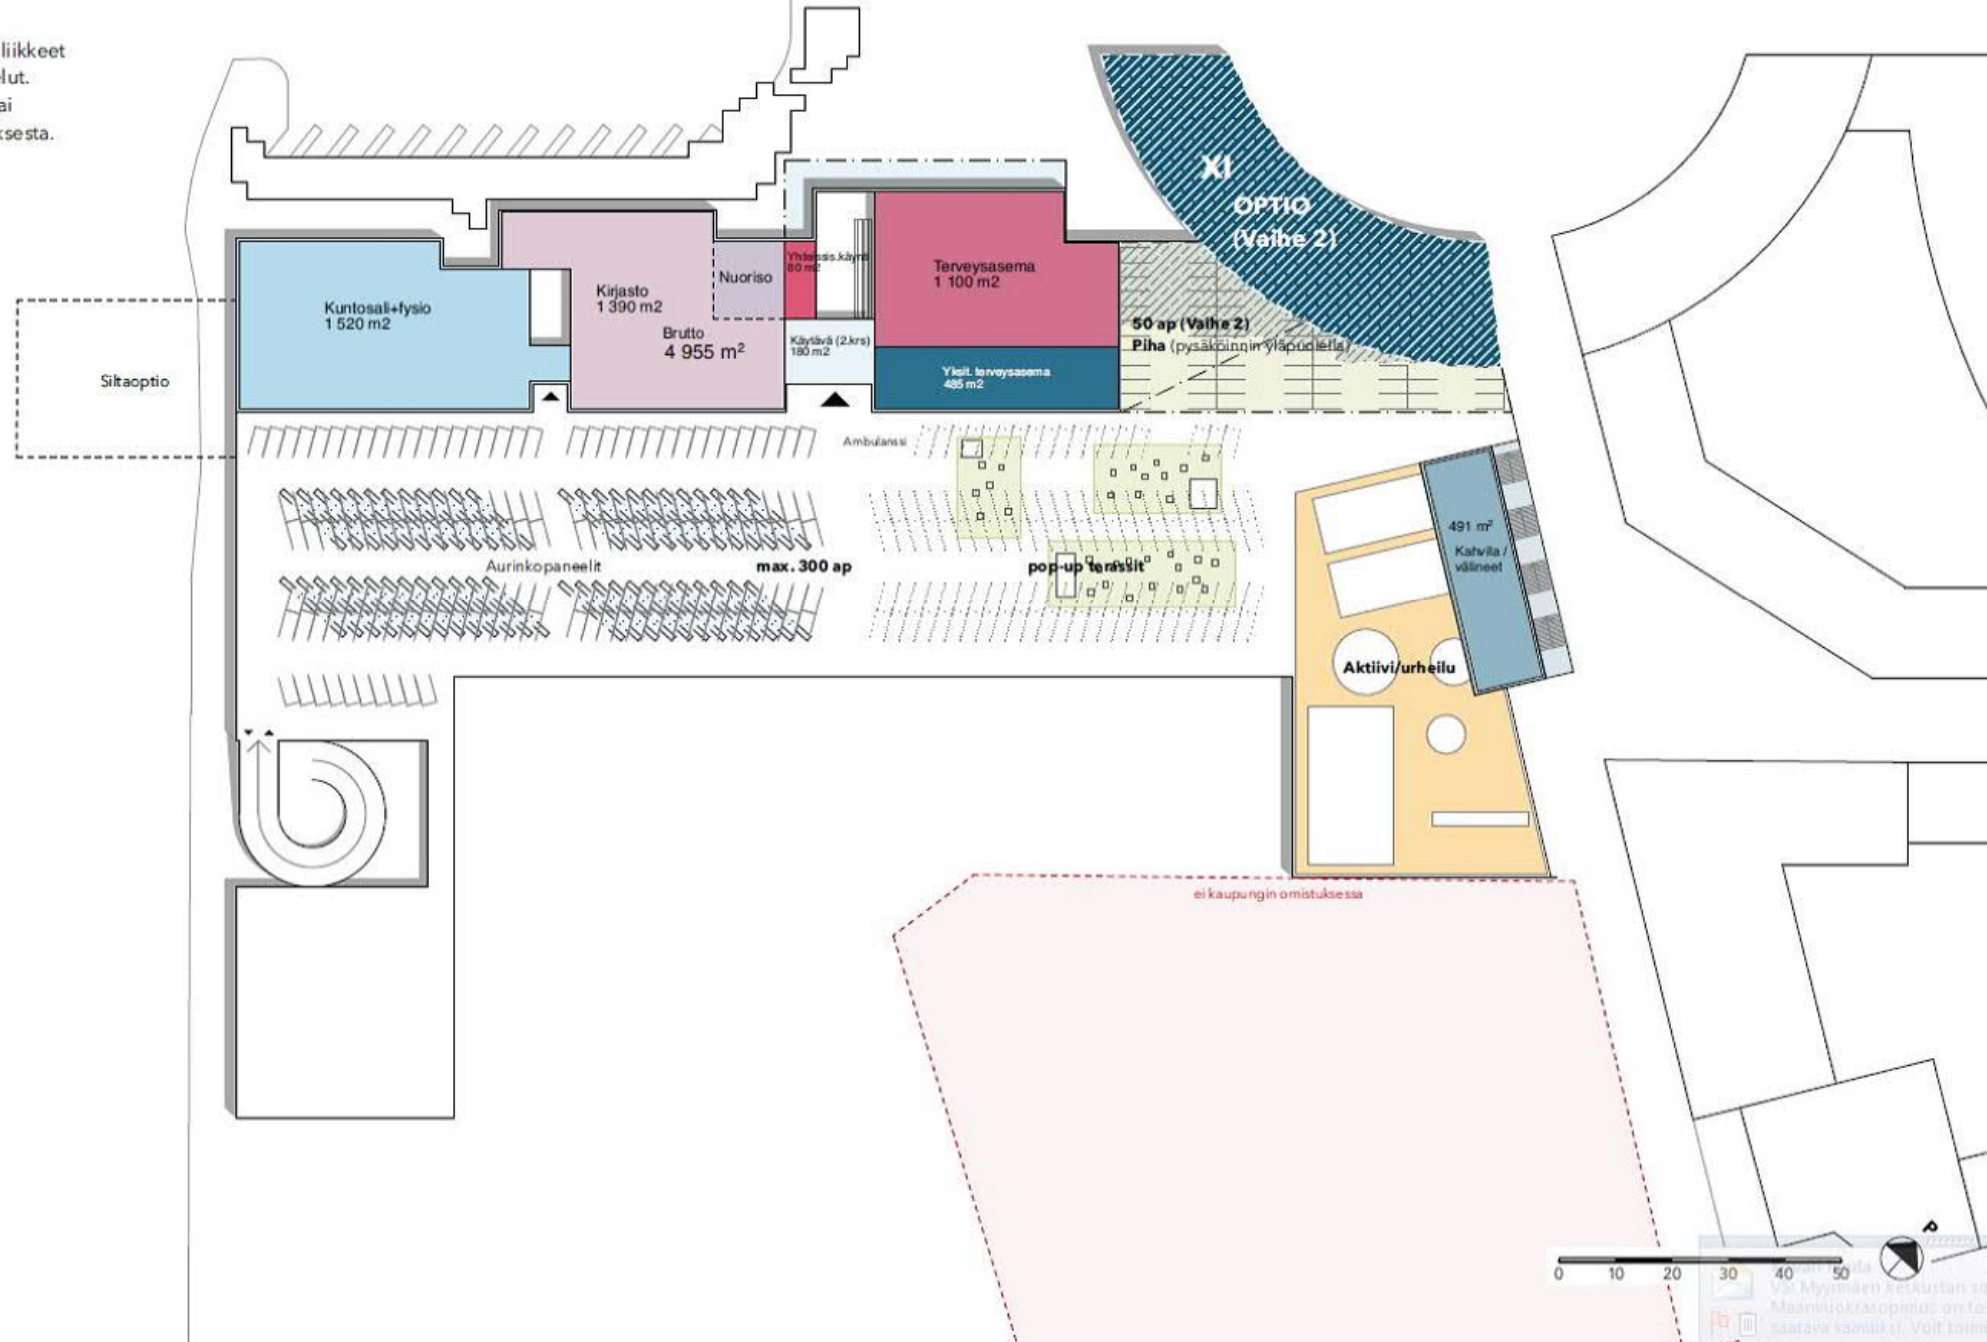 liikkeet
elut.
ai
ksesta.
XI
OPTIO
(Vaihe 2)
Kuntosali+fysio
1 520 m2
Kirjasto
1 390 m2
Nuoriso
Brutto
4 955 m²
80 m2
Käytävä (2.krs)
180 m2
Terveysasema
1 100 m2
Yksit. terveysasema
485 m2
50 ap (Vaihe 2)
Piha (pysäköinnin yläpuolella)
Siltaoptio
Ambulanssi
Aurinkopaneelit
max. 300 ap
pop-up terassit
491 m²
Kahvila /
välineet
Aktiivi/urheilu
ei kaupungin omistuksessa
P
0 10 20 30 40 50